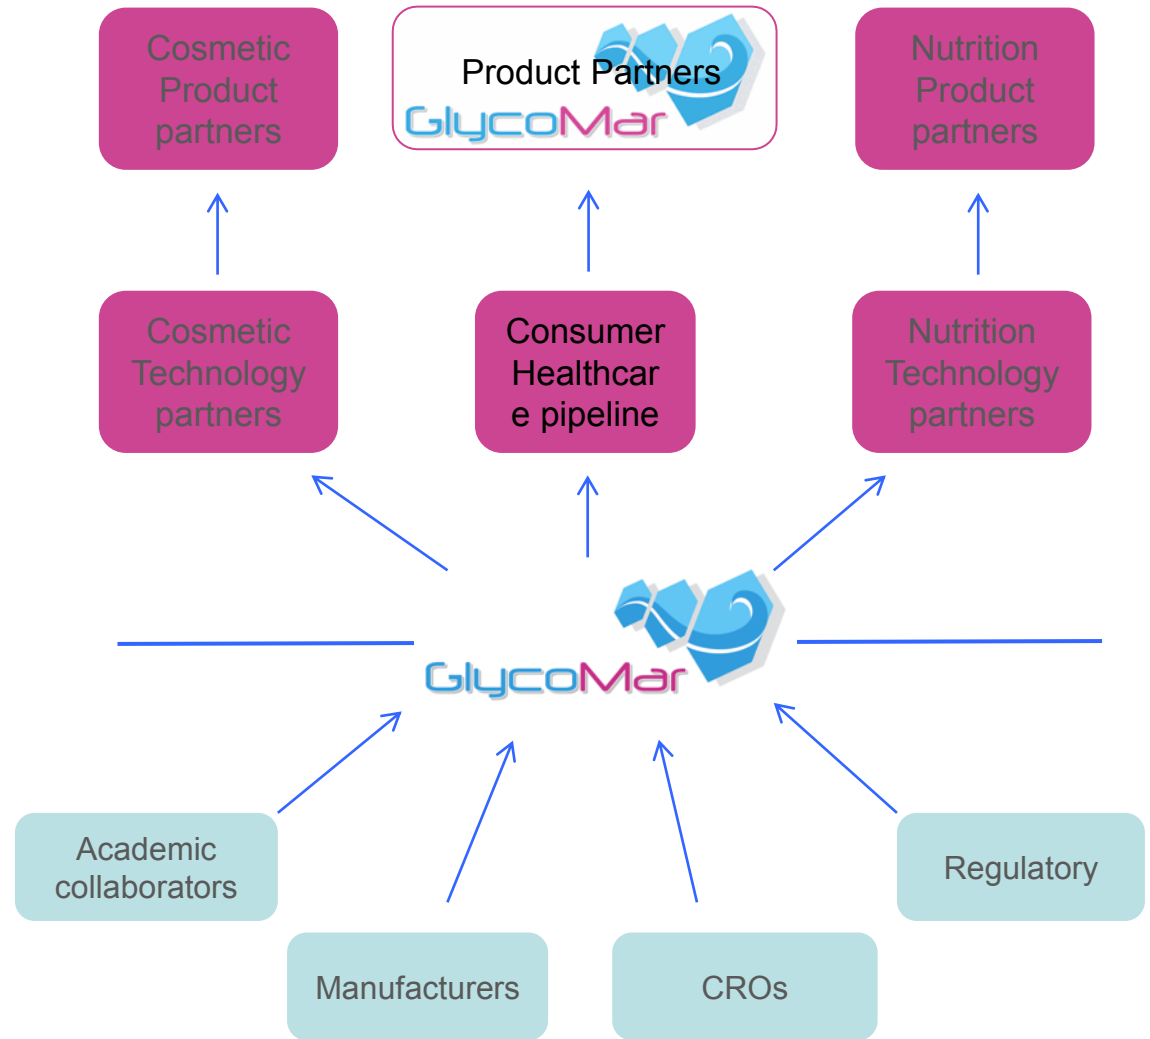 Cosmetic
Product
partners
Product Partners
GlycoMar
Nutrition
Product
partners
Cosmetic
Technology
partners
Consumer
Healthcar
e pipeline
Nutrition
Technology
partners
GlycoMar
Academic
collaborators
Regulatory
Manufacturers
CROs